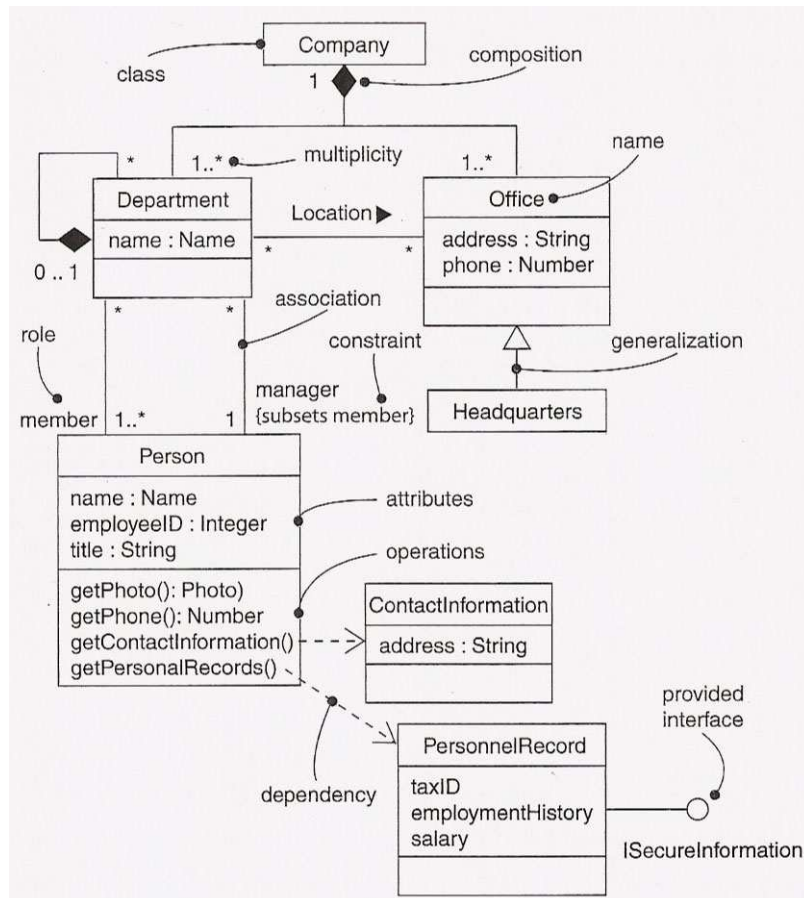 Company
class
1
composition
name
*
1..*
multiplicity
1..*
Department
name : Name
0 .. 1
Location
*
*
Office
address : String
phone : Number
*
*
association
role
constraint
generalization
member
1..*
1
manager
{subsets member}
Headquarters
Person
name : Name
employeeID : Integer
title : String
attributes
operations
getPhoto(): Photo)
getPhone(): Number
getContactInformation()
getPersonalRecords()
ContactInformation
address : String
provided
interface
dependency
PersonnelRecord
taxID
employmentHistory
salary
ISecureInformation